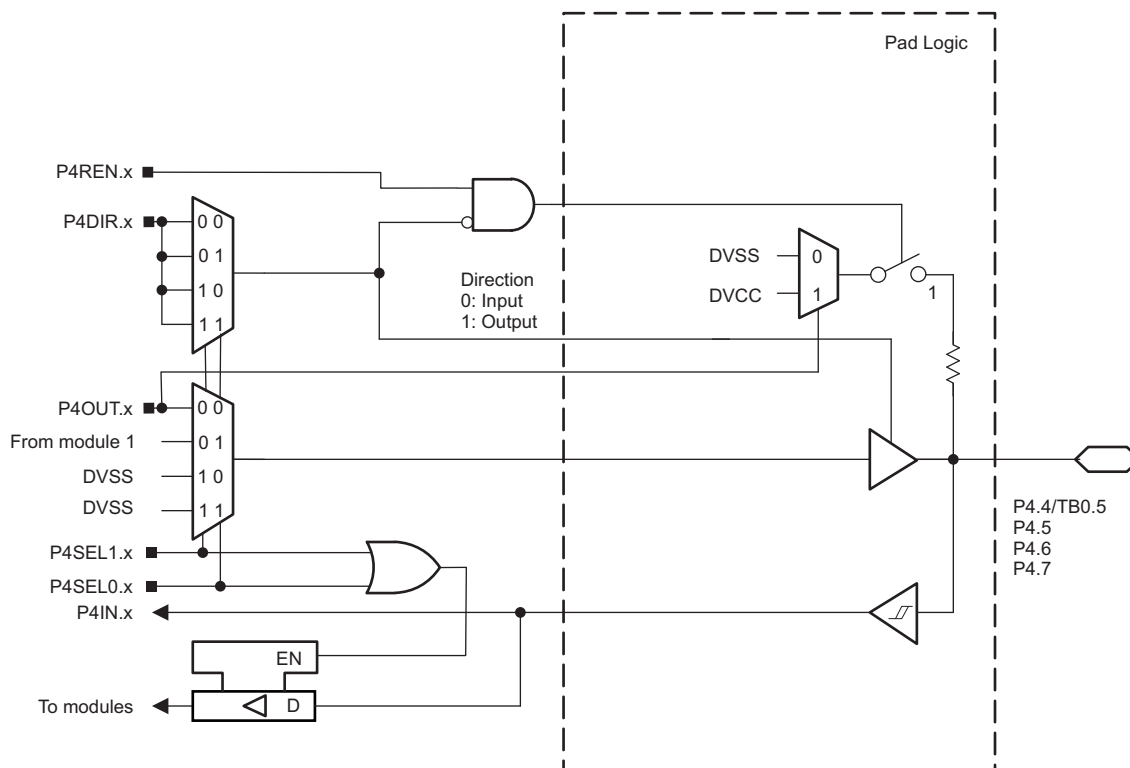 Pad Logic
P4REN.x
P4DIR.x
0 0
0 1
1 0
1 1
Direction
0: Input
1: Output
DVSS
DVCC
0
1
1
P4OUT.x
From module 1
DVSS
DVSS
0 0
0 1
1 0
1 1
P4.4/TB0.5
P4.5
P4.6
P4.7
P4SEL1.x
P4SEL0.x
P4IN.x
EN
To modules
D